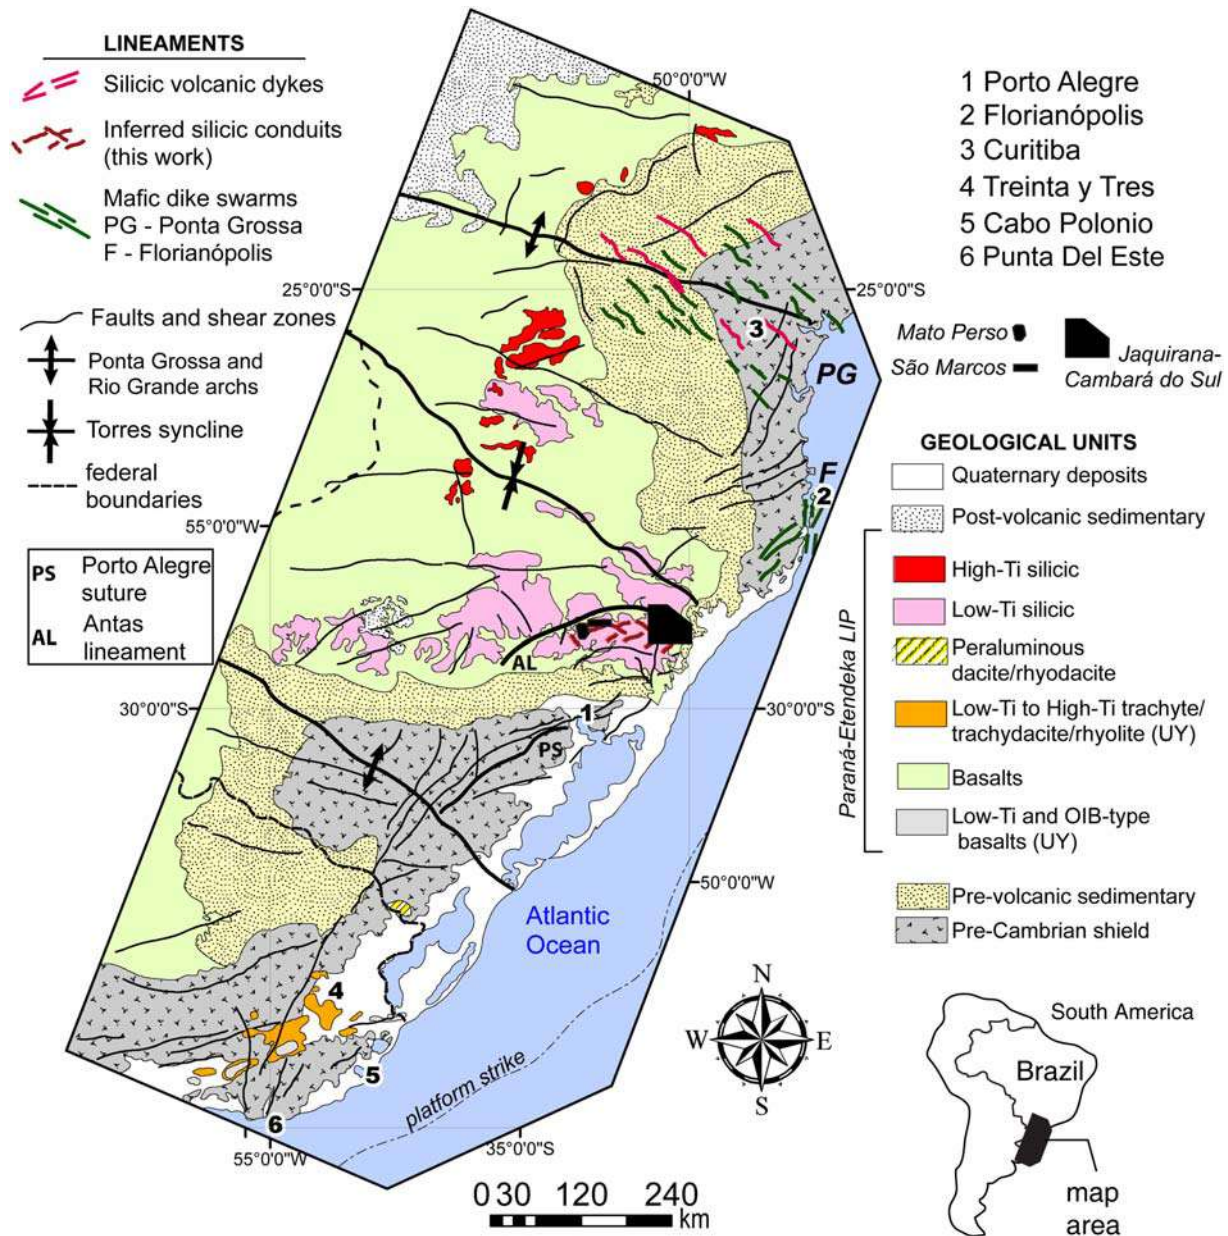 LINEAMENTS
Silicic volcanic dykes
Inferred silicic conduits
(this work)
Mafic dike swarms
PG - Ponta Grossa
F - Florianópolis
Faults and shear zones
Ponta Grossa and
Rio Grande archs
Torres syncline
federal
boundaries
PS Porto Alegre
suture
AL Antas
lineament
50°0'0"W
25°0'0"S
25°0'0"S
55°0'0"W
30°0'0"S
30°0'0"S
50°0'0"W
55°0'0"W
35°0'0"S
3
PG
F
2
AL
1
PS
4
5
6
Atlantic
Ocean
platform strike
N
W E
S
0 30 120 240
km
1 Porto Alegre
2 Florianópolis
3 Curitiba
4 Treinta y Tres
5 Cabo Polonio
6 Punta Del Este
Mato Perso
São Marcos
Jaquirana-
Cambará do Sul
GEOLOGICAL UNITS
Quaternary deposits
Post-volcanic sedimentary
High-Ti silicic
Low-Ti silicic
Peraluminous
dacite/rhyodacite
Low-Ti to High-Ti trachyte/
trachydacite/rhyolite (UY)
Basalts
Low-Ti and OIB-type
basalts (UY)
Paraná-Etendeka LIP
Pre-volcanic sedimentary
Pre-Cambrian shield
South America
Brazil
map
area